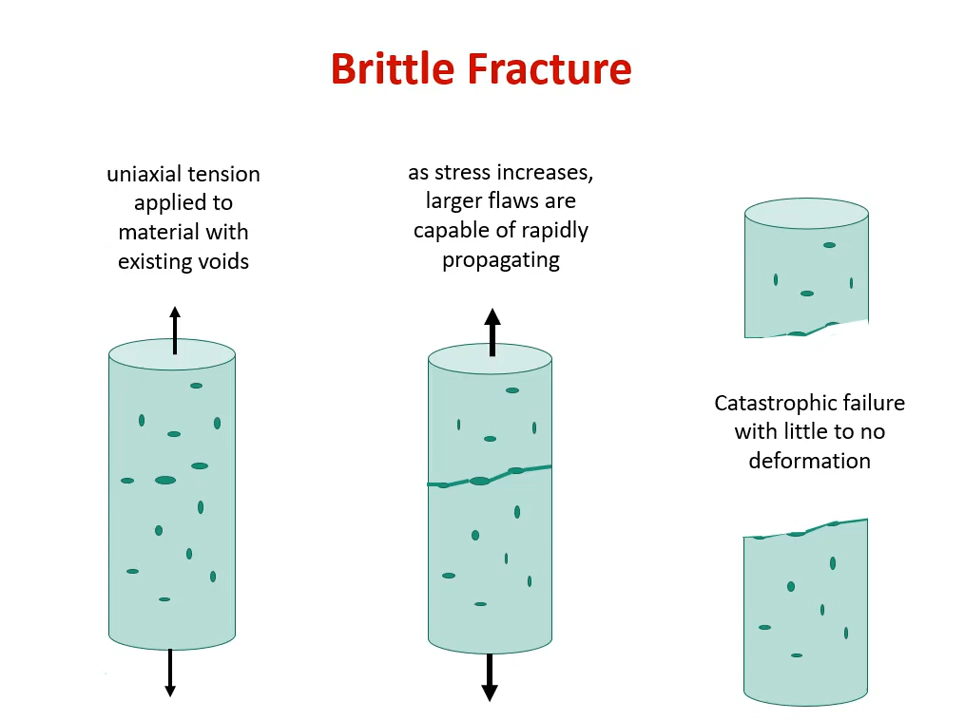 Brittle Fracture
uniaxial tension
applied to
material with
existing voids
as stress increases,
larger flaws are
capable of rapidly
propagating
Catastrophic failure
with little to no
deformation